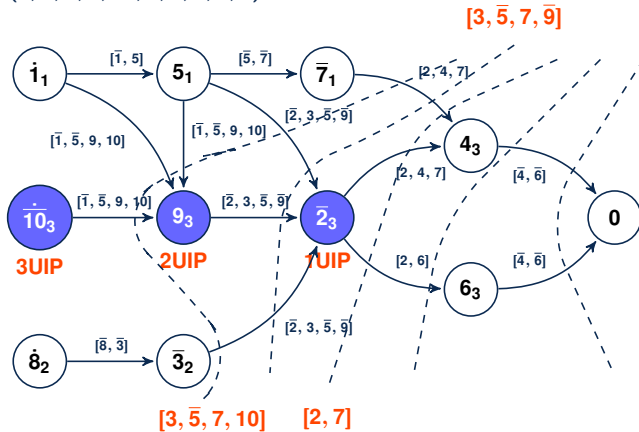 [3, 5̅, 7, 9̅]
i̇₁
[1̅, 5]
5₁
[5̅, 7̅]
7̅₁
[2, 4, 7]
[1̅, 5̅, 9, 10]
[1̅, 5̅, 9, 10]
[2̅, 3, 5̅, 9̅]
4₃
[2, 4, 7]
[4̅, 6̅]
1̅0̅̇₃
[1̅, 5̅, 9, 10]
9₃
[2̅, 3, 5̅, 9̅]
2̅₃
0
3UIP
2UIP
1UIP
[2, 6]
[4̅, 6̅]
6₃
8̇₂
[8̅, 3̅]
3̅₂
[2̅, 3, 5̅, 9̅]
[3, 5̅, 7, 10]
[2, 7]